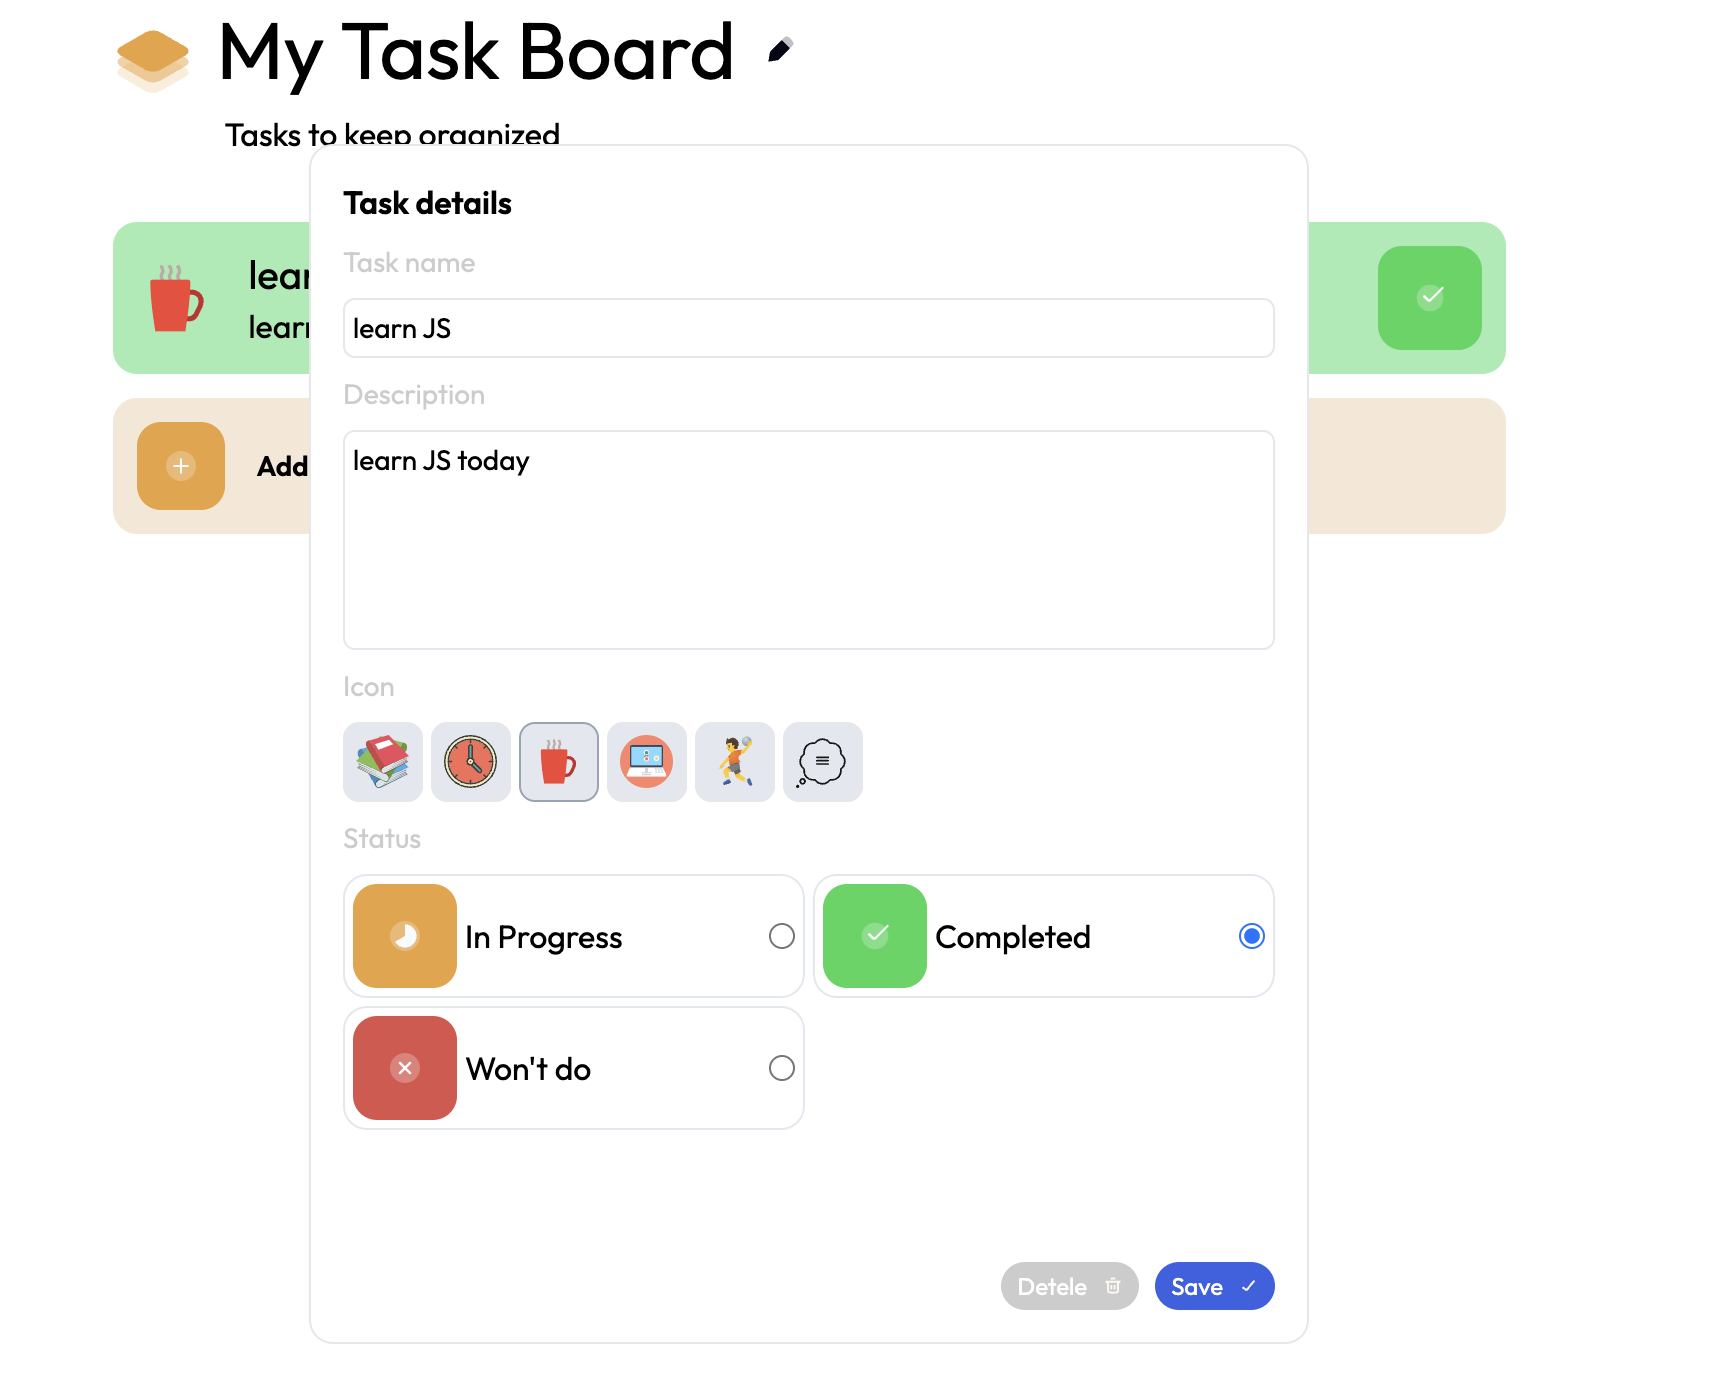 My Task Board
Tasks to keep organized
Task details
Task name
learn JS
Description
learn JS today
Icon
Status
In Progress
Completed
Won't do
Detele
Save
lear
learn
Add